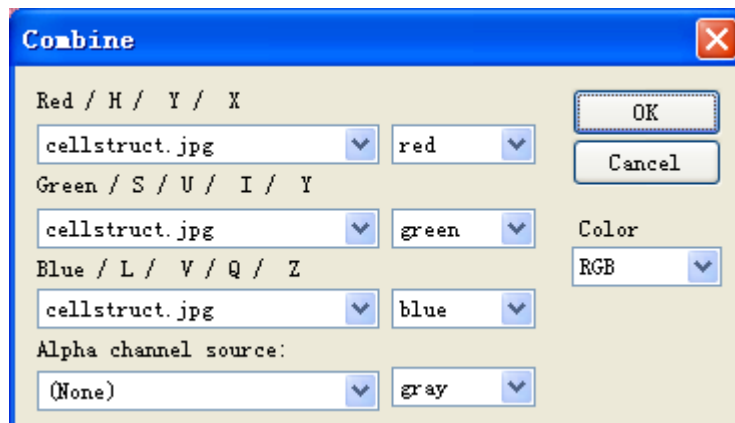 Combine
Red / H / Y / X
cellstruct.jpg red
OK
Cancel
Green / S / U / I / Y
cellstruct.jpg green
Color
RGB
Blue / L / V / Q / Z
cellstruct.jpg blue
Alpha channel source:
(None) gray